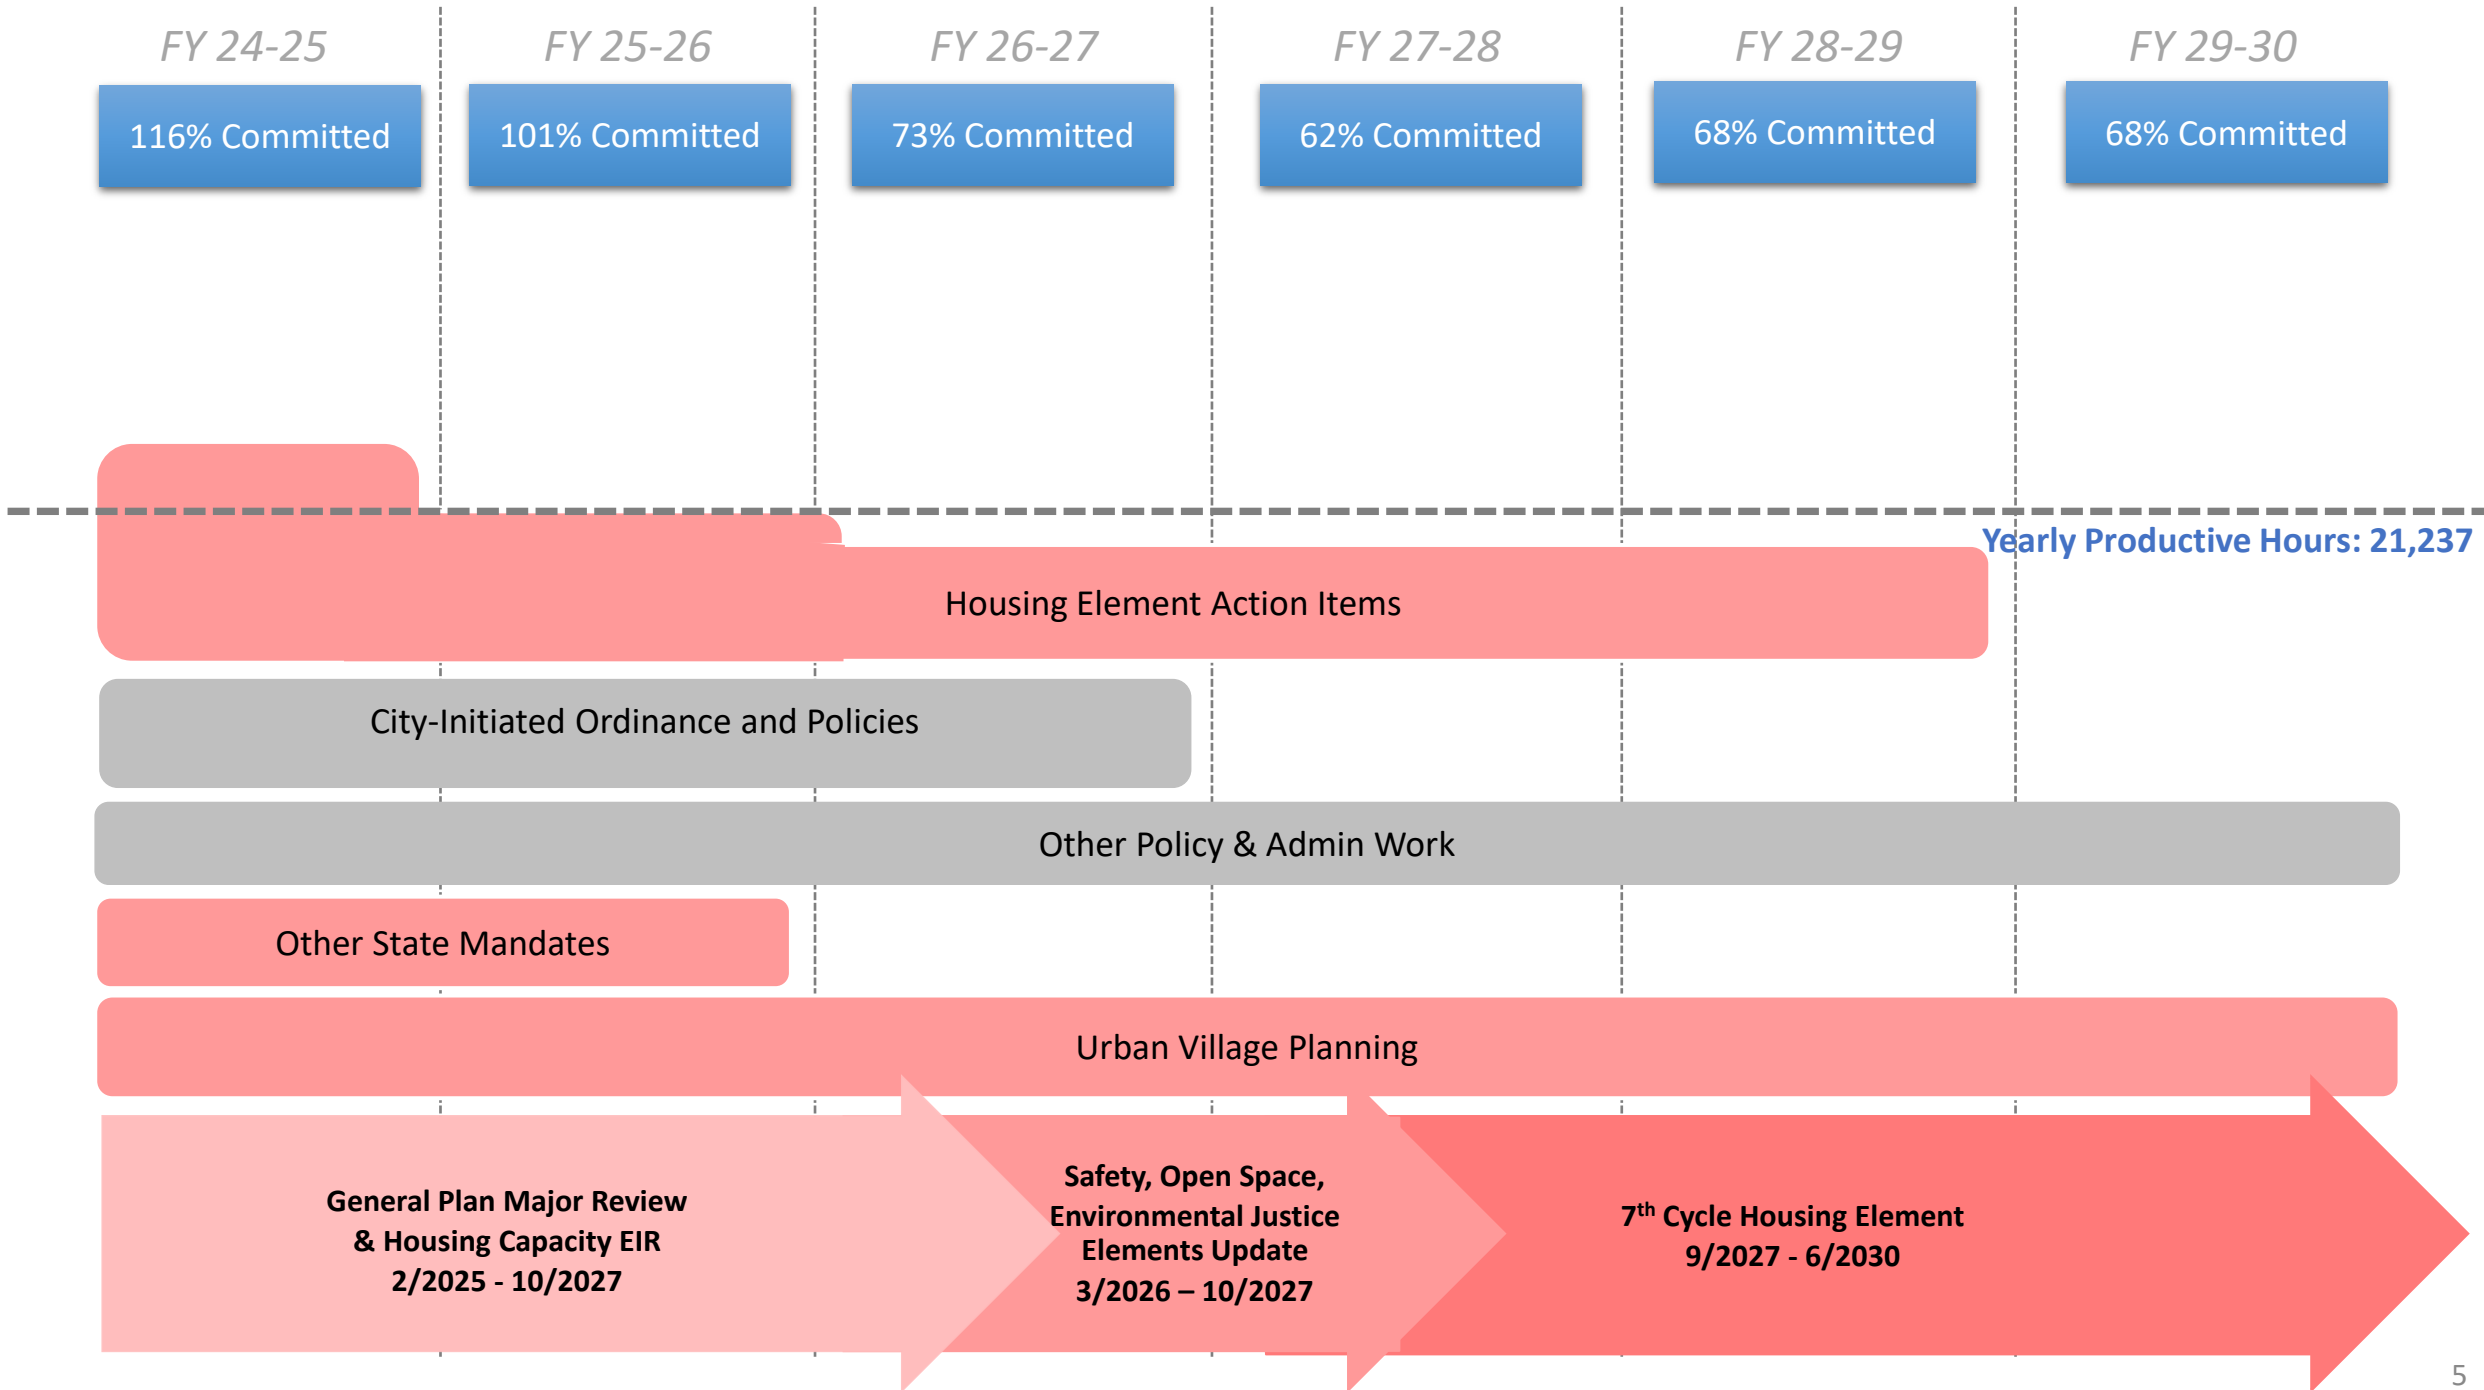 FY 24-25
FY 25-26
FY 26-27
FY 27-28
FY 28-29
FY 29-30
116% Committed
101% Committed
73% Committed
62% Committed
68% Committed
68% Committed
Yearly Productive Hours: 21,237
Housing Element Action Items
City-Initiated Ordinance and Policies
Other Policy & Admin Work
Other State Mandates
Urban Village Planning
General Plan Major Review
& Housing Capacity EIR
2/2025 - 10/2027
Safety, Open Space,
Environmental Justice
Elements Update
3/2026 – 10/2027
7th Cycle Housing Element
9/2027 - 6/2030
5